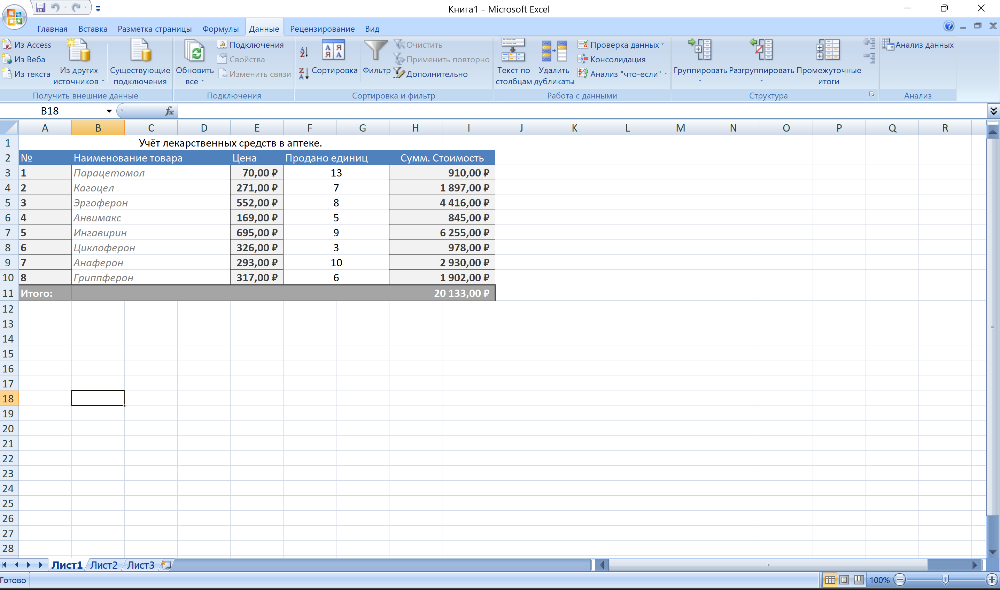 Книга1 - Microsoft Excel
Главная Вставка Разметка страницы Формулы Данные Рецензирование Вид
Из Access
Из Веба
Из текста
Из других источников
Существующие подключения
Получить внешние данные
Обновить все
Подключения
Свойства
Изменить связи
Подключения
Сортировка
Фильтр
Очистить
Применить повторно
Дополнительно
Сортировка и фильтр
Текст по столбцам
Удалить дубликаты
Проверка данных
Консолидация
Анализ "что-если"
Работа с данными
Группировать
Разгруппировать
Промежуточные итоги
Структура
Анализ данных
Анализ
B18 fx
A B C D E F G H I J K L M N O P Q R
1 Учёт лекарственных средств в аптеке.
2 № Наименование товара Цена Продано единиц Сумм. Стоимость
3 1 Парацетомол 70,00 ₽ 13 910,00 ₽
4 2 Кагоцел 271,00 ₽ 7 1 897,00 ₽
5 3 Эргоферон 552,00 ₽ 8 4 416,00 ₽
6 4 Анвимакс 169,00 ₽ 5 845,00 ₽
7 5 Ингавирин 695,00 ₽ 9 6 255,00 ₽
8 6 Циклоферон 326,00 ₽ 3 978,00 ₽
9 7 Анаферон 293,00 ₽ 10 2 930,00 ₽
10 8 Гриппферон 317,00 ₽ 6 1 902,00 ₽
11 Итого: 20 133,00 ₽
12
13
14
15
16
17
18
19
20
21
22
23
24
25
26
27
28
Лист1 Лист2 Лист3
Готово 100%